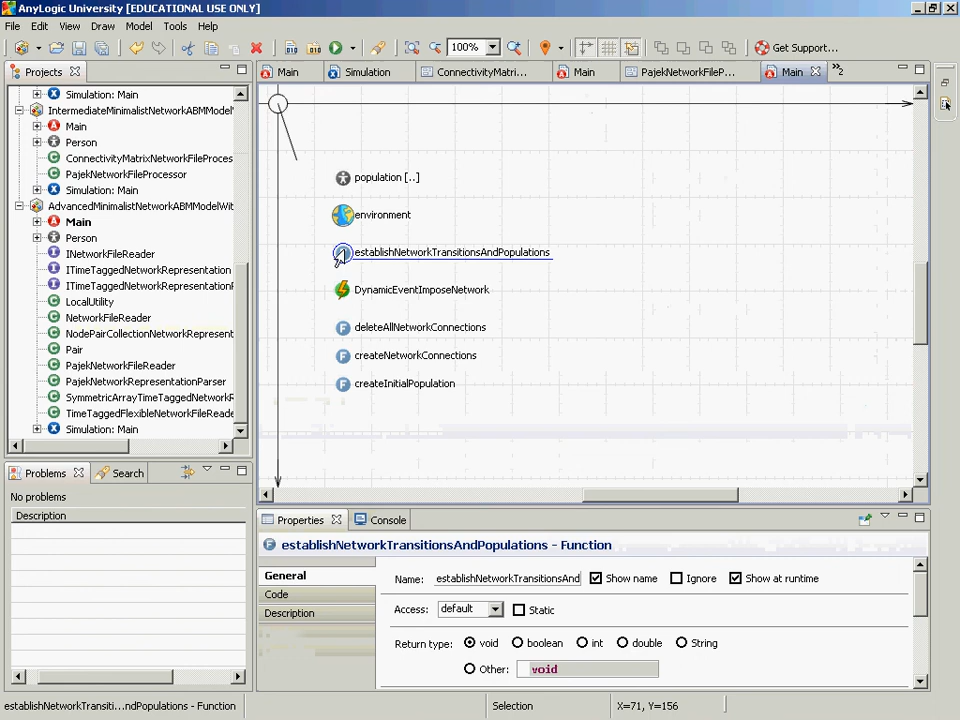 AnyLogic University [EDUCATIONAL USE ONLY]
File Edit View Draw Model Tools Help
100% Get Support...
Projects Main Simulation ConnectivityMatri... Main PajekNetworkFileP... Main 2
Simulation: Main
IntermediateMinimalistNetworkABMModel
Main
Person
ConnectivityMatrixNetworkFileProces
PajekNetworkFileProcessor
Simulation: Main
AdvancedMinimalistNetworkABMModelWit
Main
Person
INetworkFileReader
ITimeTaggedNetworkRepresentation
ITimeTaggedNetworkRepresentationF
LocalUtility
NetworkFileReader
NodePairCollectionNetworkRepresent
Pair
PajekNetworkFileReader
PajekNetworkRepresentationParser
SymmetricArrayTimeTaggedNetworkR
TimeTaggedFlexibleNetworkFileReade
Simulation: Main
population [..]
environment
establishNetworkTransitionsAndPopulations
DynamicEventImposeNetwork
deleteAllNetworkConnections
createNetworkConnections
createInitialPopulation
Problems Search
No problems
Description
Properties Console
establishNetworkTransitionsAndPopulations - Function
General
Code
Description
Name: establishNetworkTransitionsAnd Show name Ignore Show at runtime
Access: default Static
Return type: void boolean int double String
Other: void
establishNetworkTransiti...ndPopulations - Function Selection X=71, Y=156